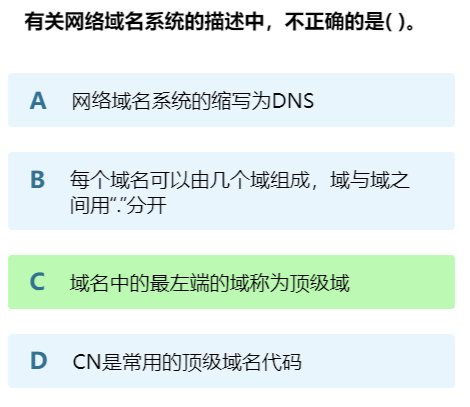 有关网络域名系统的描述中，不正确的是( )。
A 网络域名系统的缩写为DNS
B 每个域名可以由几个域组成，域与域之
间用“.”分开
C 域名中的最左端的域称为顶级域
D CN是常用的顶级域名代码